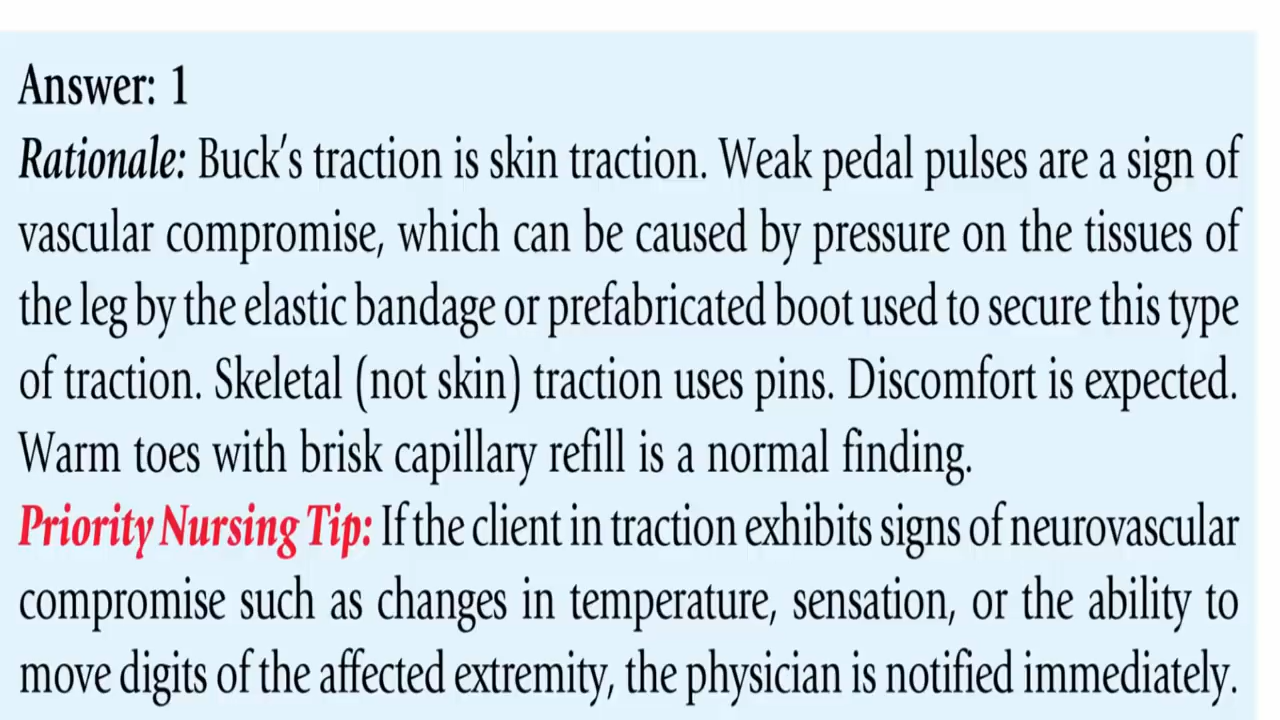 Answer: 1
Rationale: Buck's traction is skin traction. Weak pedal pulses are a sign of
vascular compromise, which can be caused by pressure on the tissues of
the leg by the elastic bandage or prefabricated boot used to secure this type
of traction. Skeletal (not skin) traction uses pins. Discomfort is expected.
Warm toes with brisk capillary refill is a normal finding.
Priority Nursing Tip: If the client in traction exhibits signs of neurovascular
compromise such as changes in temperature, sensation, or the ability to
move digits of the affected extremity, the physician is notified immediately.